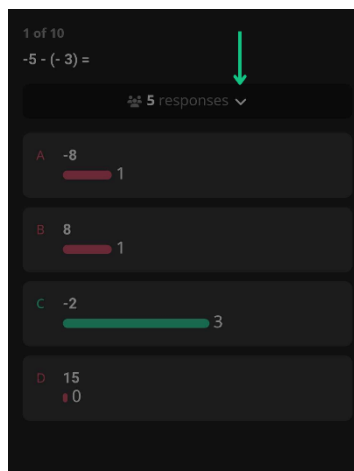 1 of 10
-5 - (- 3) =
5 responses
A -8
1
B 8
1
C -2
3
D 15
0